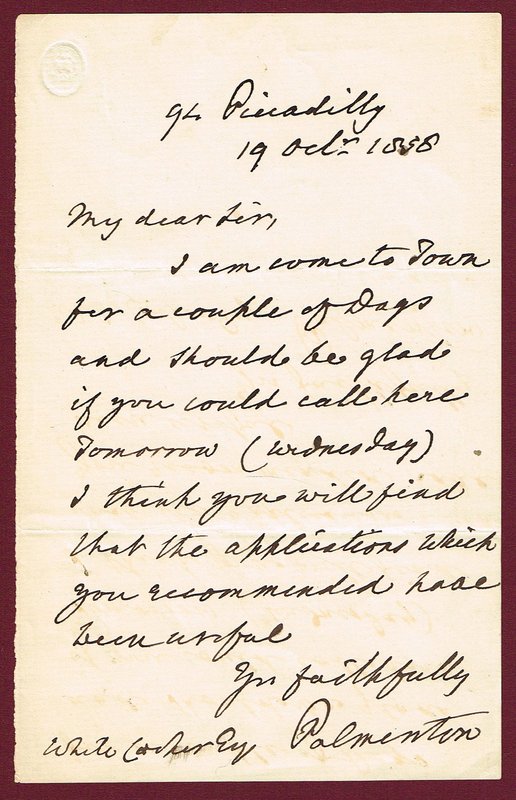 94 Piccadilly
19 Octr 1858
My dear Sir,
I am come to Town
for a couple of Days
and should be glad
if you could call here
Tomorrow (Wednesday)
I think you will find
that the applications which
you recommended have
been useful
Yrs faithfully
Palmerston
White Cooper Esq